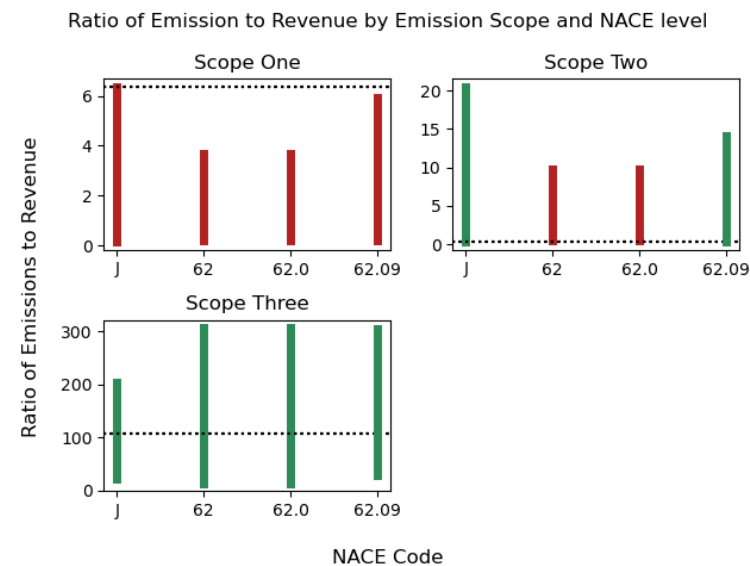 Ratio of Emission to Revenue by Emission Scope and NACE level
Scope One
6
4
2
0
J 62 62.0 62.09
Scope Two
20
15
10
5
0
J 62 62.0 62.09
Scope Three
300
200
100
0
J 62 62.0 62.09
Ratio of Emissions to Revenue
NACE Code